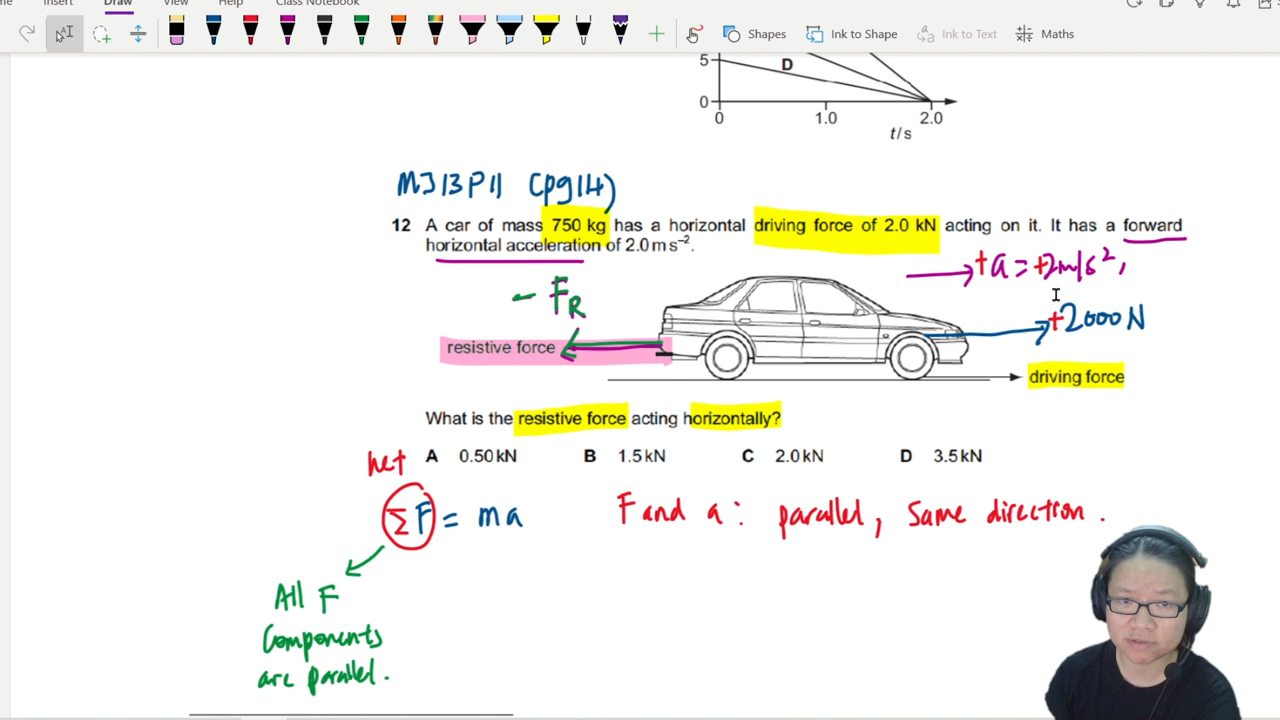 Insert Draw View Help Class Notebook
Shapes Ink to Shape Ink to Text Maths
5
D
0
0 1.0 2.0
t/s
MJ13P11 (pg14)
12 A car of mass 750 kg has a horizontal driving force of 2.0 kN acting on it. It has a forward
horizontal acceleration of 2.0 m s⁻².
+a = +2m/s²,
- F_R
+2000N
resistive force
driving force
What is the resistive force acting horizontally?
A 0.50 kN B 1.5 kN C 2.0 kN D 3.5 kN
net
ΣF = ma
F and a : parallel, same direction.
All F
components
are parallel.